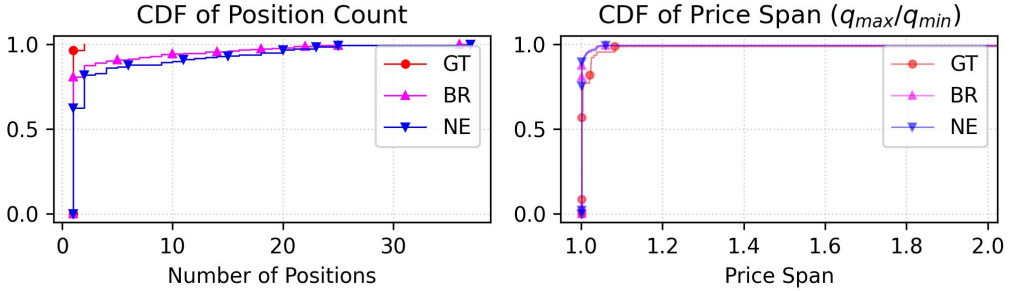 CDF of Position Count
1.0
0.5
0.0
GT
BR
NE
0 10 20 30
Number of Positions
CDF of Price Span (q_max/q_min)
1.0
0.5
0.0
GT
BR
NE
1.0 1.2 1.4 1.6 1.8 2.0
Price Span